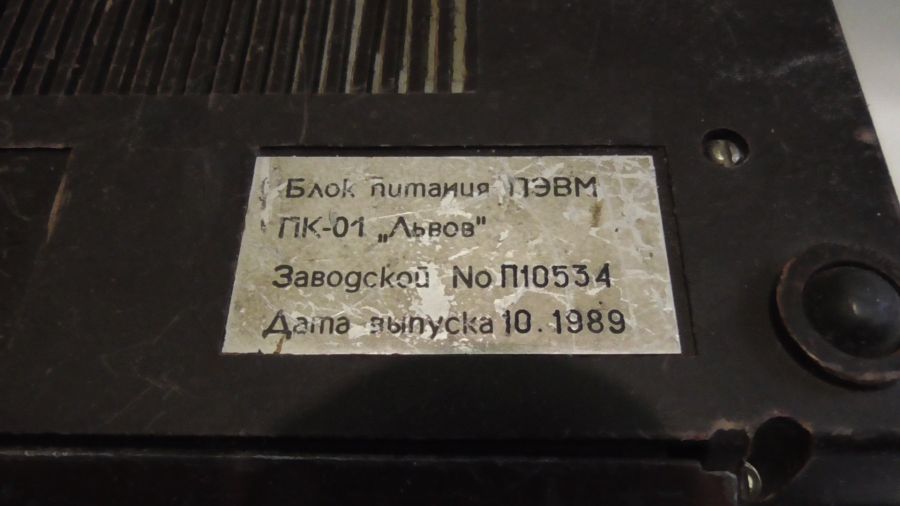 Блок питания ПЭВМ
ПК-01 „Львов"
Заводской No П10534
Дата выпуска 10.1989